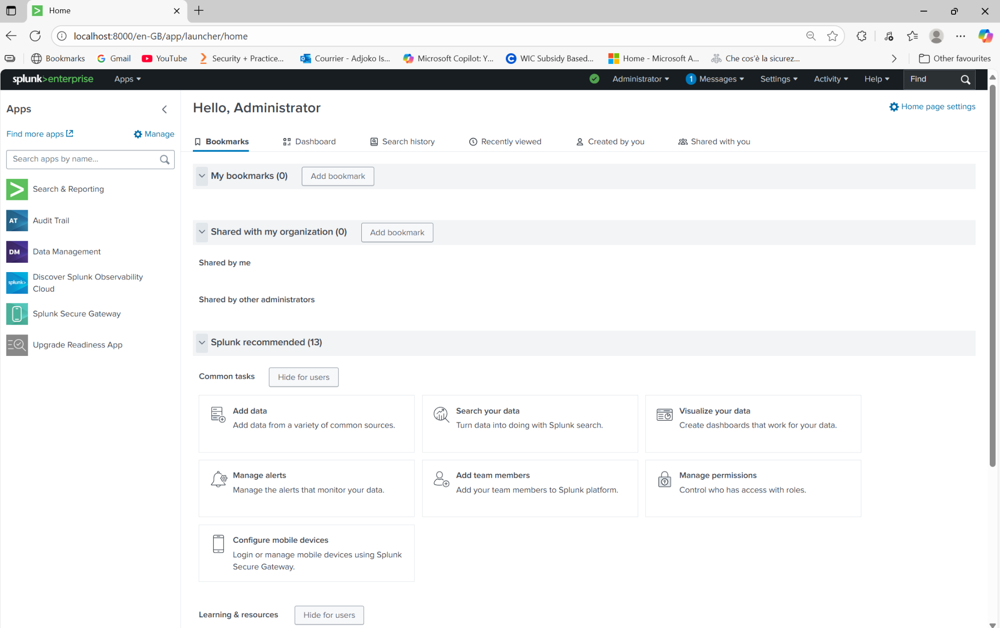 Home
localhost:8000/en-GB/app/launcher/home
Bookmarks
Gmail
YouTube
Security + Practice...
Courrier - Adjoko Is...
Microsoft Copilot: Y...
WIC Subsidy Based...
Home - Microsoft A...
Che cos'è la sicurez...
Other favourites
splunk>enterprise
Apps
Administrator
1
Messages
Settings
Activity
Help
Find
Apps
Find more apps
Manage
Search apps by name...
Search & Reporting
AT
Audit Trail
DM
Data Management
splunk>
Discover Splunk Observability
Cloud
Splunk Secure Gateway
Upgrade Readiness App
Hello, Administrator
Home page settings
Bookmarks
Dashboard
Search history
Recently viewed
Created by you
Shared with you
My bookmarks (0)
Add bookmark
Shared with my organization (0)
Add bookmark
Shared by me
Shared by other administrators
Splunk recommended (13)
Common tasks
Hide for users
Add data
Add data from a variety of common sources.
Search your data
Turn data into doing with Splunk search.
Visualize your data
Create dashboards that work for your data.
Manage alerts
Manage the alerts that monitor your data.
Add team members
Add your team members to Splunk platform.
Manage permissions
Control who has access with roles.
Configure mobile devices
Login or manage mobile devices using Splunk
Secure Gateway.
Learning & resources
Hide for users